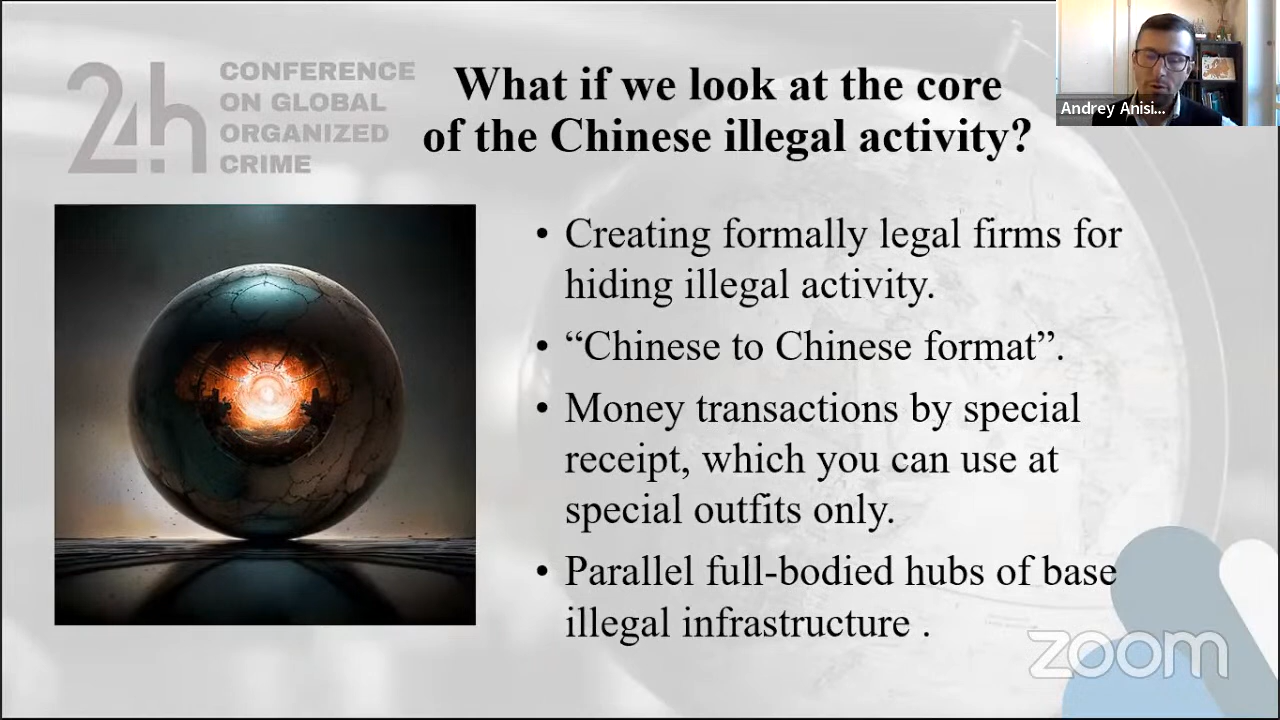 24h
CONFERENCE
ON GLOBAL
ORGANIZED
CRIME
What if we look at the core
of the Chinese illegal activity?
Andrey Anisi...
• Creating formally legal firms for
hiding illegal activity.
• “Chinese to Chinese format”.
• Money transactions by special
receipt, which you can use at
special outfits only.
• Parallel full-bodied hubs of base
illegal infrastructure .
zoom